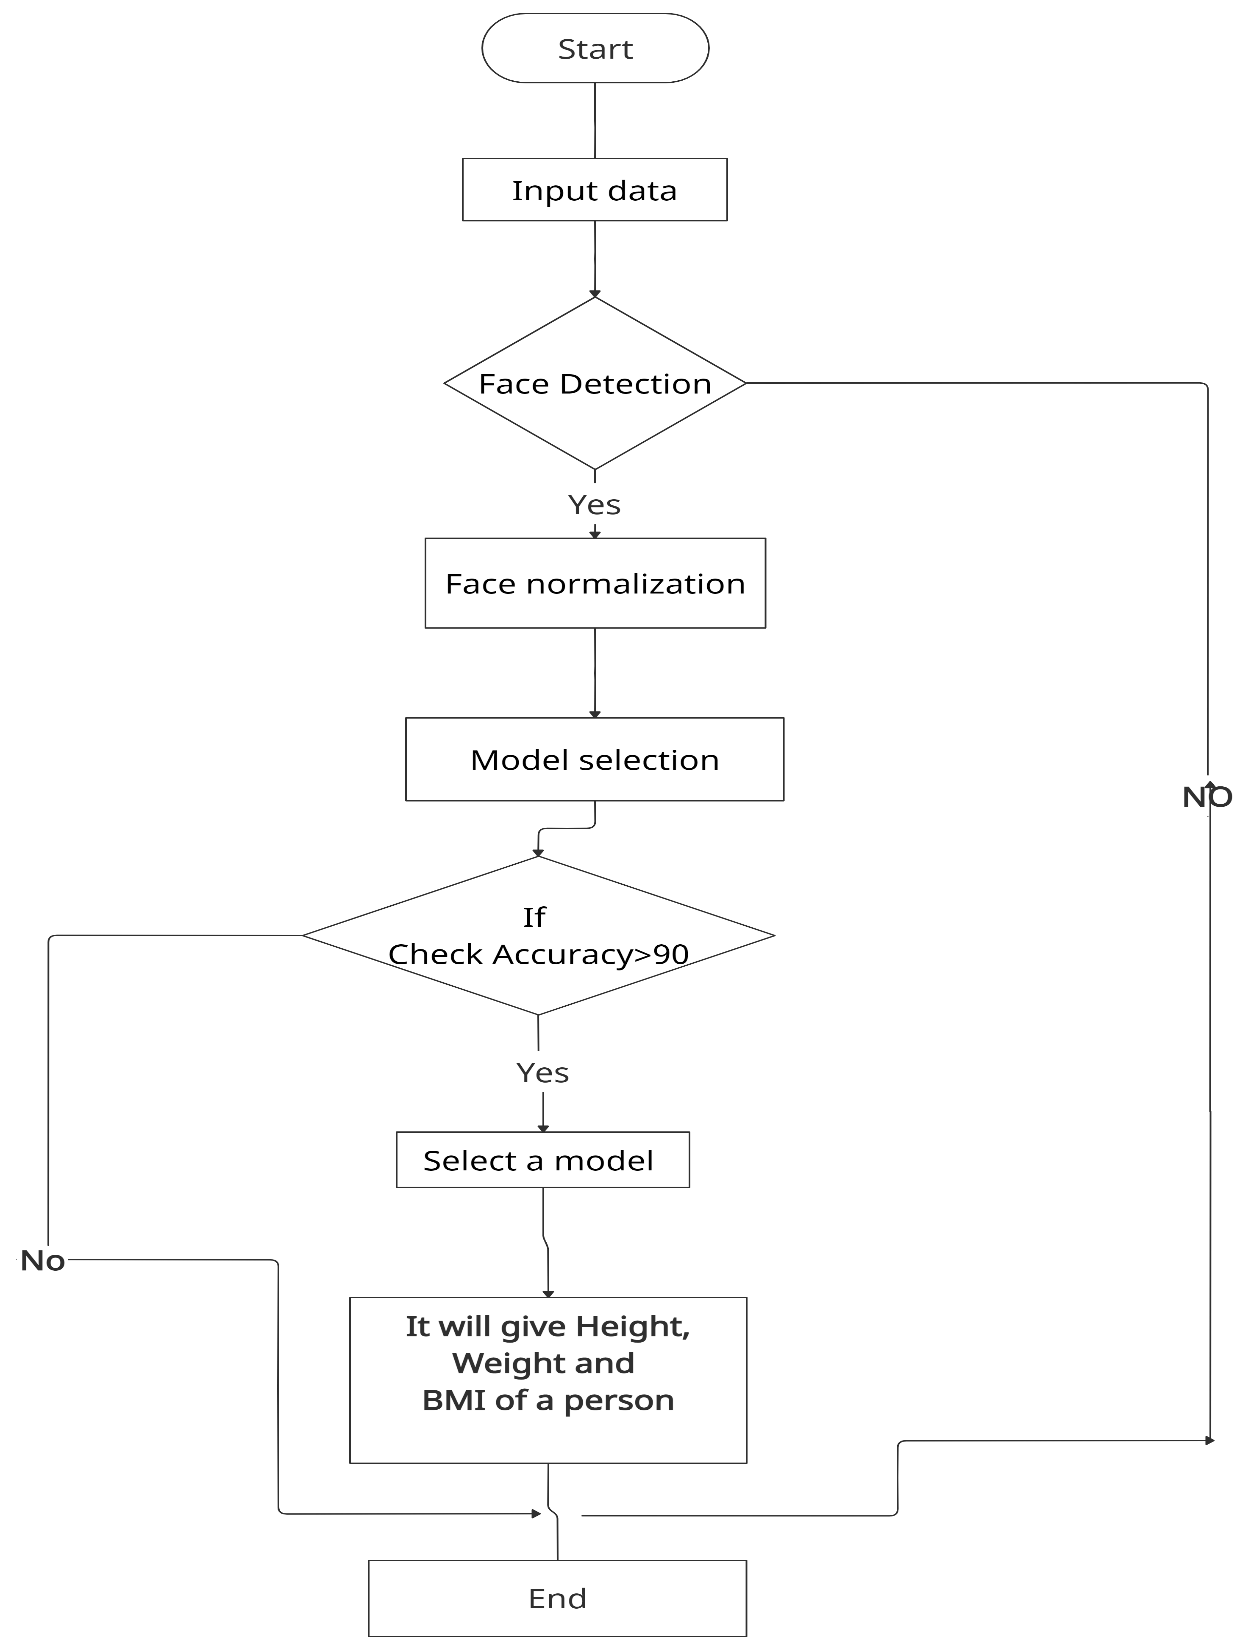 Start
Input data
Face Detection
Yes
Face normalization
Model selection
NO
If
Check Accuracy>90
Yes
Select a model
No
It will give Height,
Weight and
BMI of a person
End